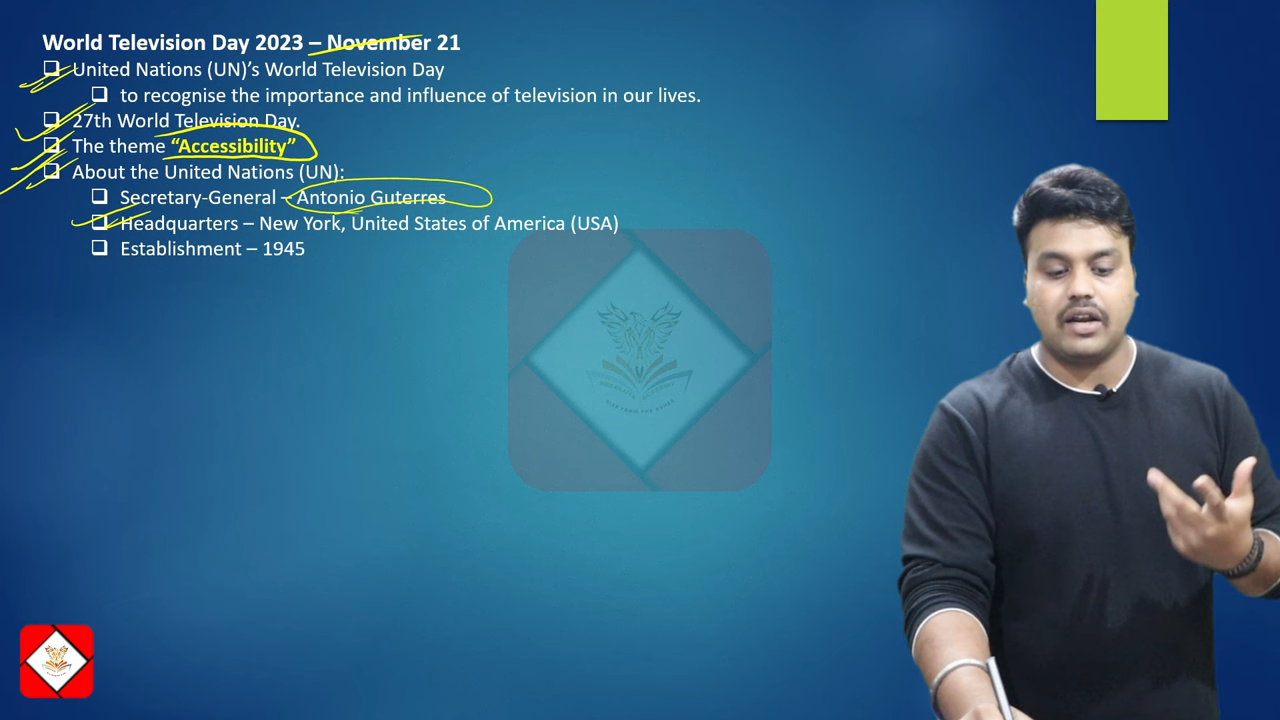 World Television Day 2023 – November 21
United Nations (UN)’s World Television Day
to recognise the importance and influence of television in our lives.
27th World Television Day.
The theme “Accessibility”
About the United Nations (UN):
Secretary-General – Antonio Guterres
Headquarters – New York, United States of America (USA)
Establishment – 1945